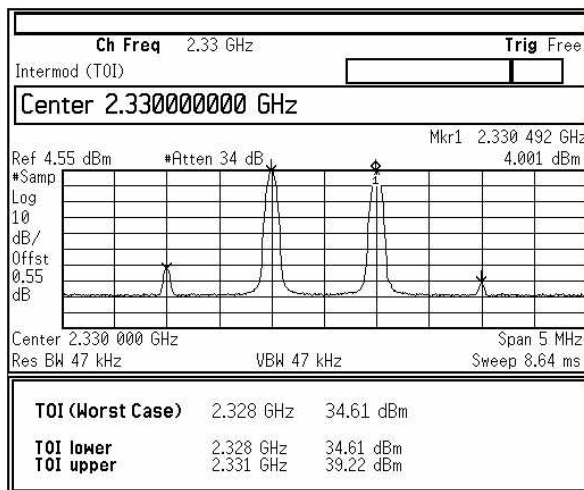 Ch Freq 2.33 GHz Trig Free
Intermod (TOI)
Center 2.330000000 GHz
Mkr1 2.330 492 GHz
Ref 4.55 dBm #Atten 34 dB 4.001 dBm
#Samp
Log
10
dB/
Offst
0.55
dB
1
Center 2.330 000 GHz Span 5 MHz
Res BW 47 kHz VBW 47 kHz Sweep 8.64 ms
TOI (Worst Case) 2.328 GHz 34.61 dBm
TOI lower 2.328 GHz 34.61 dBm
TOI upper 2.331 GHz 39.22 dBm